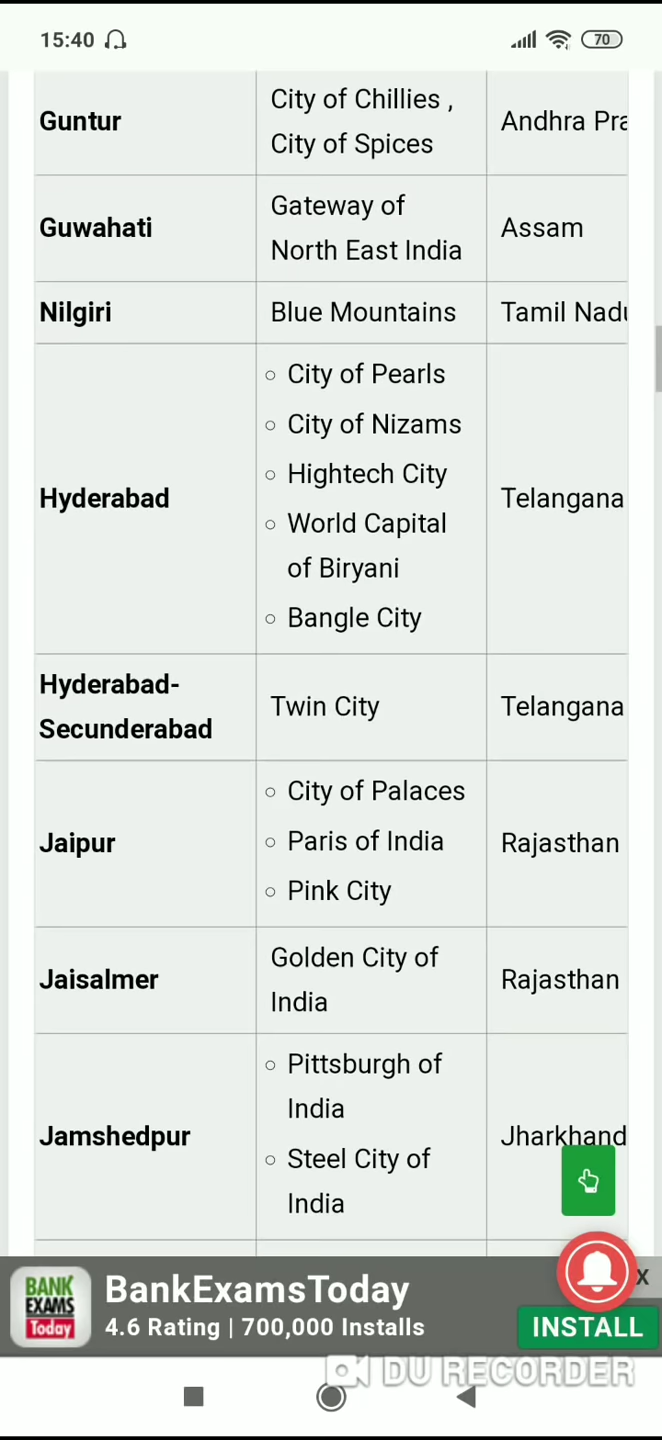 15:40
70
Guntur
City of Chillies ,
City of Spices
Andhra Pra
Guwahati
Gateway of
North East India
Assam
Nilgiri
Blue Mountains
Tamil Nadu
Hyderabad
City of Pearls
City of Nizams
Hightech City
World Capital
of Biryani
Bangle City
Telangana
Hyderabad-
Secunderabad
Twin City
Telangana
Jaipur
City of Palaces
Paris of India
Pink City
Rajasthan
Jaisalmer
Golden City of
India
Rajasthan
Jamshedpur
Pittsburgh of
India
Steel City of
India
Jharkhand
BANK
EXAMS
Today
BankExamsToday
4.6 Rating | 700,000 Installs
X
INSTALL
DU RECORDER